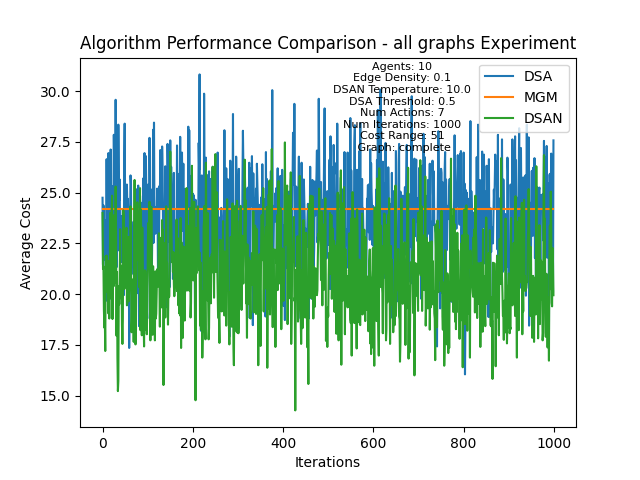 Algorithm Performance Comparison - all graphs Experiment
Agents: 10
Edge Density: 0.1
DSAN Temperature: 10.0
DSA Threshold: 0.5
Num Actions: 7
Num Iterations: 1000
Cost Range: 51
Graph: complete
DSA
MGM
DSAN
30.0
27.5
25.0
22.5
20.0
17.5
15.0
Average Cost
0 200 400 600 800 1000
Iterations